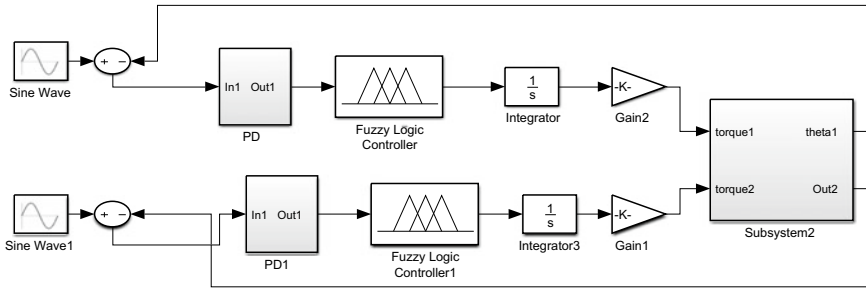 Sine Wave
+ −
In1 Out1
PD
Fuzzy Logic
Controller
1
s
Integrator
-K-
Gain2
torque1 theta1
torque2 Out2
Subsystem2
Sine Wave1
+ −
In1 Out1
PD1
Fuzzy Logic
Controller1
1
s
Integrator3
-K-
Gain1